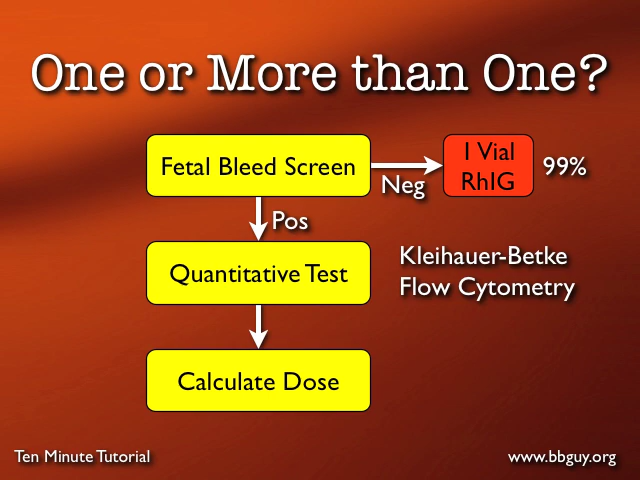 One or More than One?
Fetal Bleed Screen
Neg
1 Vial
RhIG
99%
Pos
Quantitative Test
Kleihauer-Betke
Flow Cytometry
Calculate Dose
Ten Minute Tutorial
www.bbguy.org